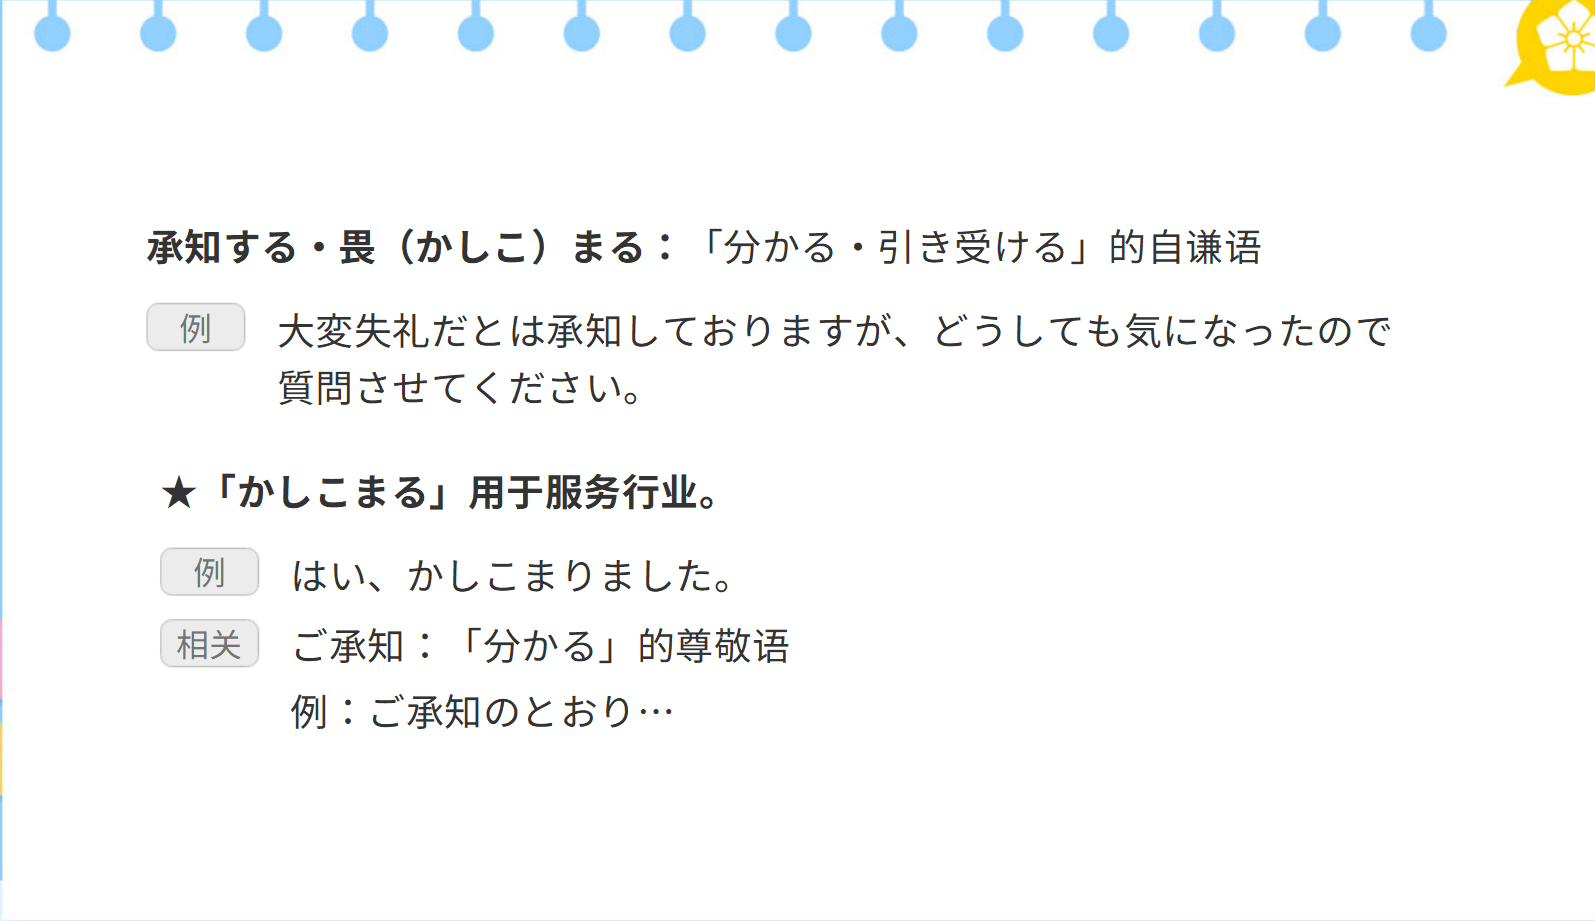 承知する・畏（かしこ）まる：「分かる・引き受ける」的自谦语
例 大変失礼だとは承知しておりますが、どうしても気になったので
質問させてください。
★「かしこまる」用于服务行业。
例 はい、かしこまりました。
相关 ご承知：「分かる」的尊敬语
例：ご承知のとおり…